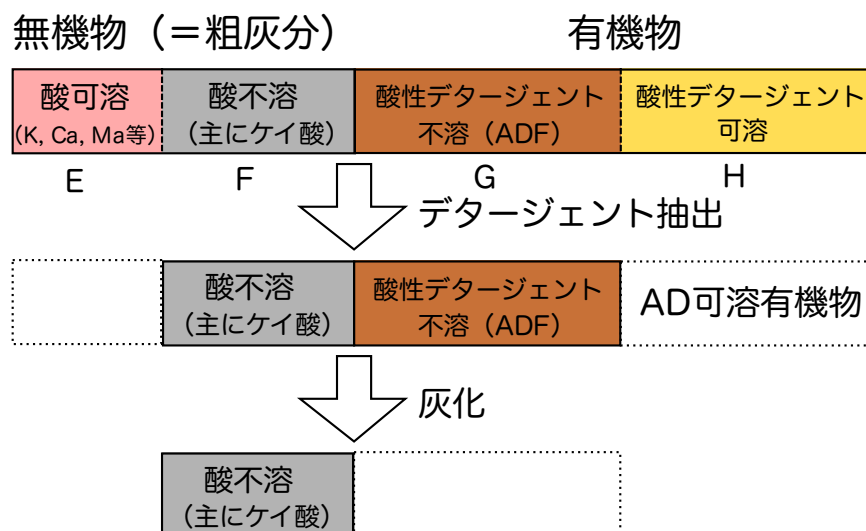 無機物（＝粗灰分）
有機物
酸可溶
(K, Ca, Ma等)
酸不溶
（主にケイ酸）
酸性デタージェント
不溶（ADF）
酸性デタージェント
可溶
E
F
G
H
デタージェント抽出
酸不溶
（主にケイ酸）
酸性デタージェント
不溶（ADF）
AD可溶有機物
灰化
酸不溶
（主にケイ酸）